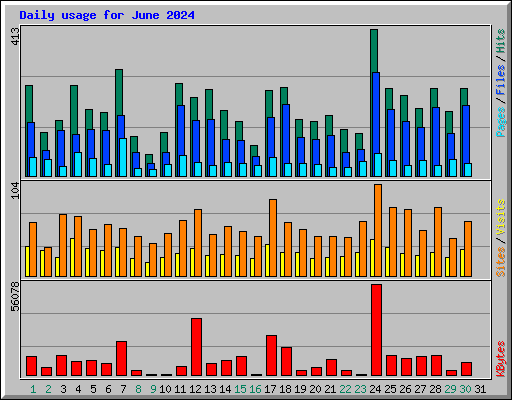 Daily usage for June 2024
413
Pages / Files / Hits
104
Sites / Visits
56078
KBytes
1 2 3 4 5 6 7 8 9 10 11 12 13 14 15 16 17 18 19 20 21 22 23 24 25 26 27 28 29 30 31